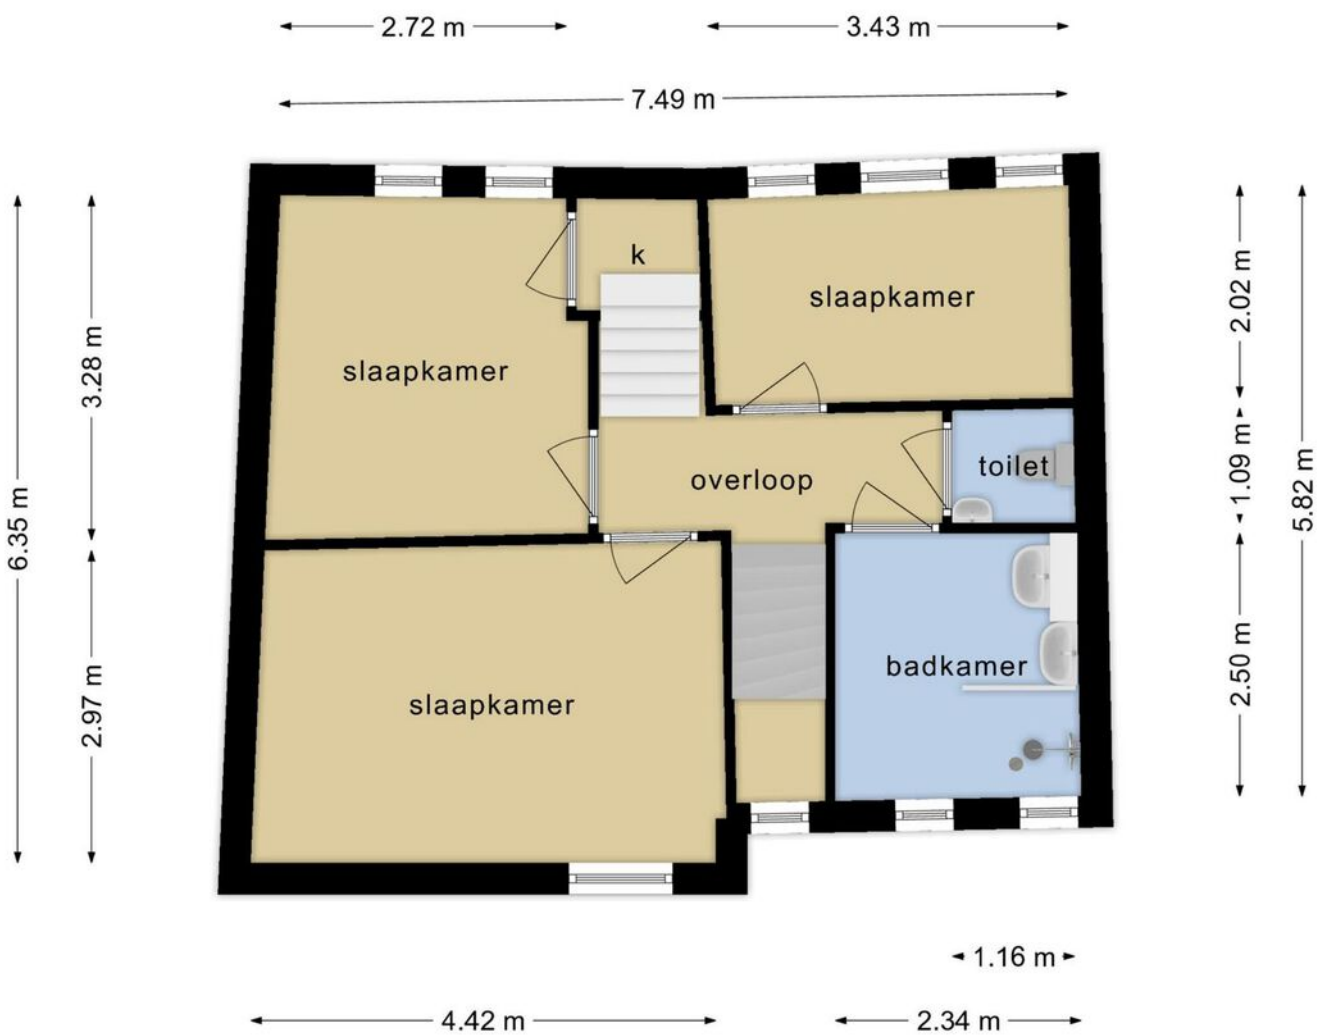 2.72 m
3.43 m
7.49 m
k
slaapkamer
2.02 m
3.28 m
slaapkamer
1.09 m
toilet
overloop
5.82 m
6.35 m
badkamer
2.50 m
slaapkamer
2.97 m
1.16 m
4.42 m
2.34 m